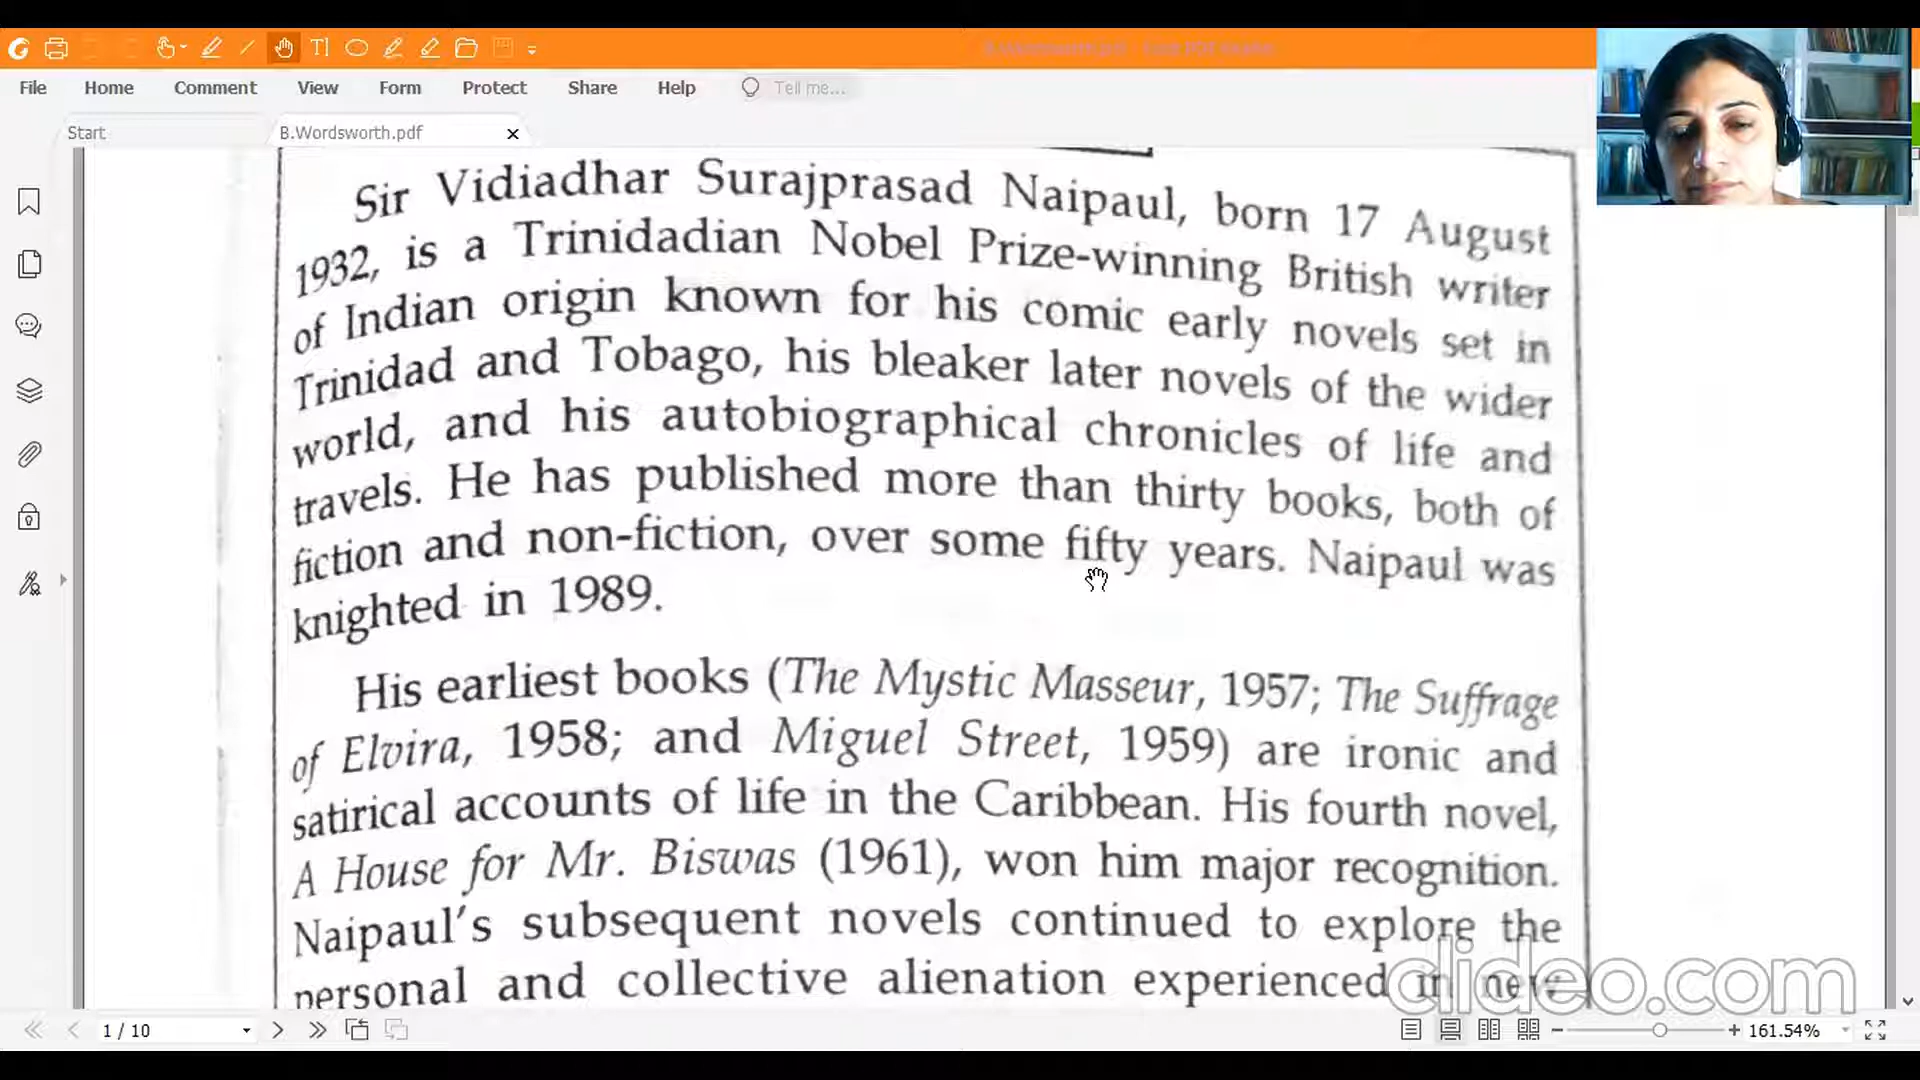 B.Wordsworth.pdf - Foxit PDF Reader
File Home Comment View Form Protect Share Help Tell me...
Start B.Wordsworth.pdf
Sir Vidiadhar Surajprasad Naipaul, born 17 August
1932, is a Trinidadian Nobel Prize-winning British writer
of Indian origin known for his comic early novels set in
Trinidad and Tobago, his bleaker later novels of the wider
world, and his autobiographical chronicles of life and
travels. He has published more than thirty books, both of
fiction and non-fiction, over some fifty years. Naipaul was
knighted in 1989.
His earliest books (The Mystic Masseur, 1957; The Suffrage
of Elvira, 1958; and Miguel Street, 1959) are ironic and
satirical accounts of life in the Caribbean. His fourth novel,
A House for Mr. Biswas (1961), won him major recognition.
Naipaul's subsequent novels continued to explore the
personal and collective alienation experienced in new
clideo.com
1 / 10
161.54%